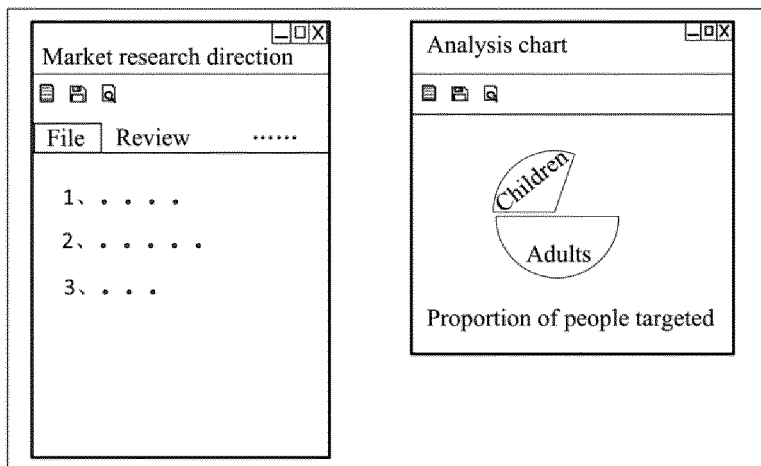 Market research direction
File Review ······
1、. . . .
2、. . . . .
3、. . .
Analysis chart
Children
Adults
Proportion of people targeted